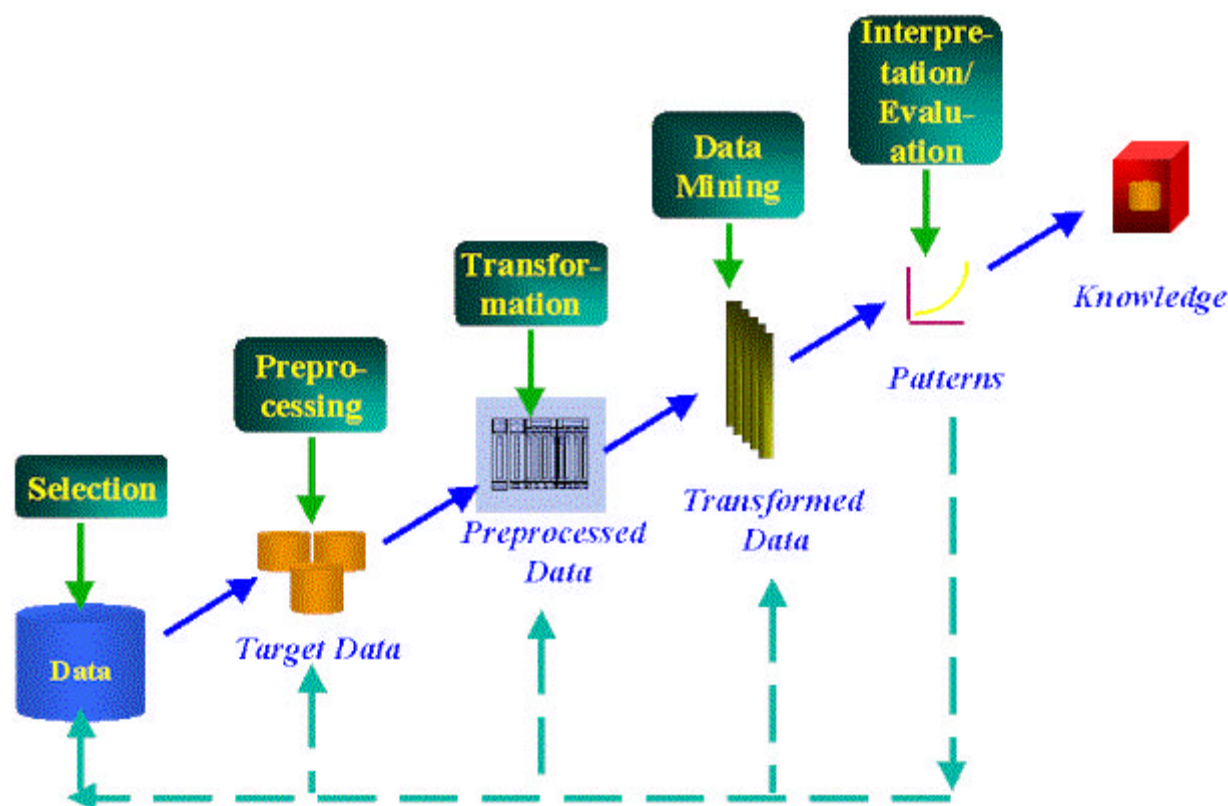 Interpre-
tation/
Evalu-
ation
Data
Mining
Knowledge
Transfor-
mation
Patterns
Prepro-
cessing
Selection
Transformed
Data
Preprocessed
Data
Target Data
Data